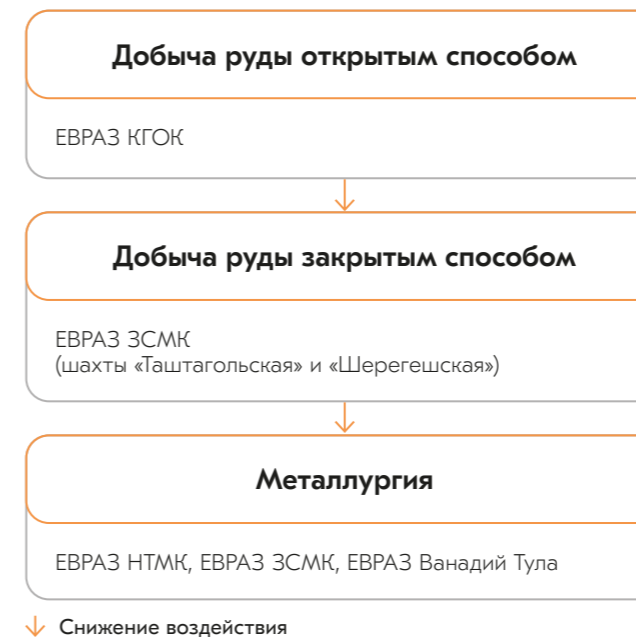 Добыча руды открытым способом
ЕВРАЗ КГОК
Добыча руды закрытым способом
ЕВРАЗ ЗСМК
(шахты «Таштагольская» и «Шерегешская»)
Металлургия
ЕВРАЗ НТМК, ЕВРАЗ ЗСМК, ЕВРАЗ Ванадий Тула
Снижение воздействия